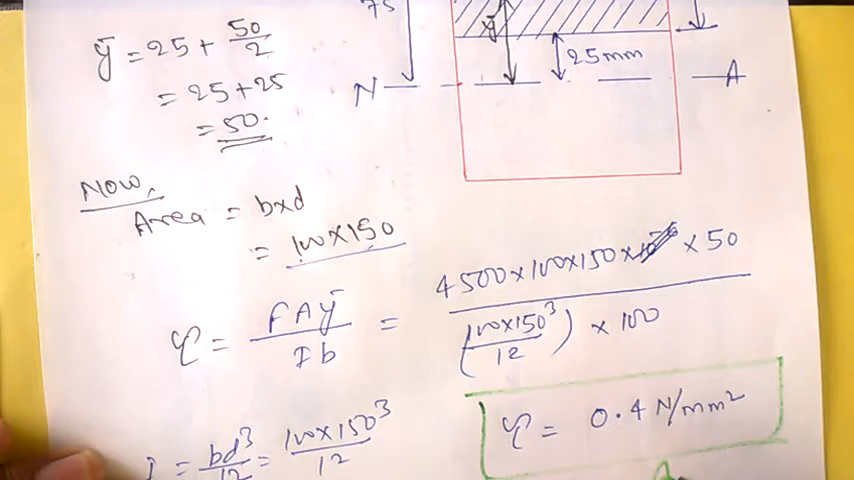 75
ȳ = 25 + 50/2
= 25+25
= 50.
ȳ
25mm
N
A
Now,
Area = b×d
= 100×150
τ = FAȳ / Ib = 4500×100×150× ×50 / (100×150³/12) × 100
I = bd³/12 = 100×150³/12
τ = 0.4 N/mm²